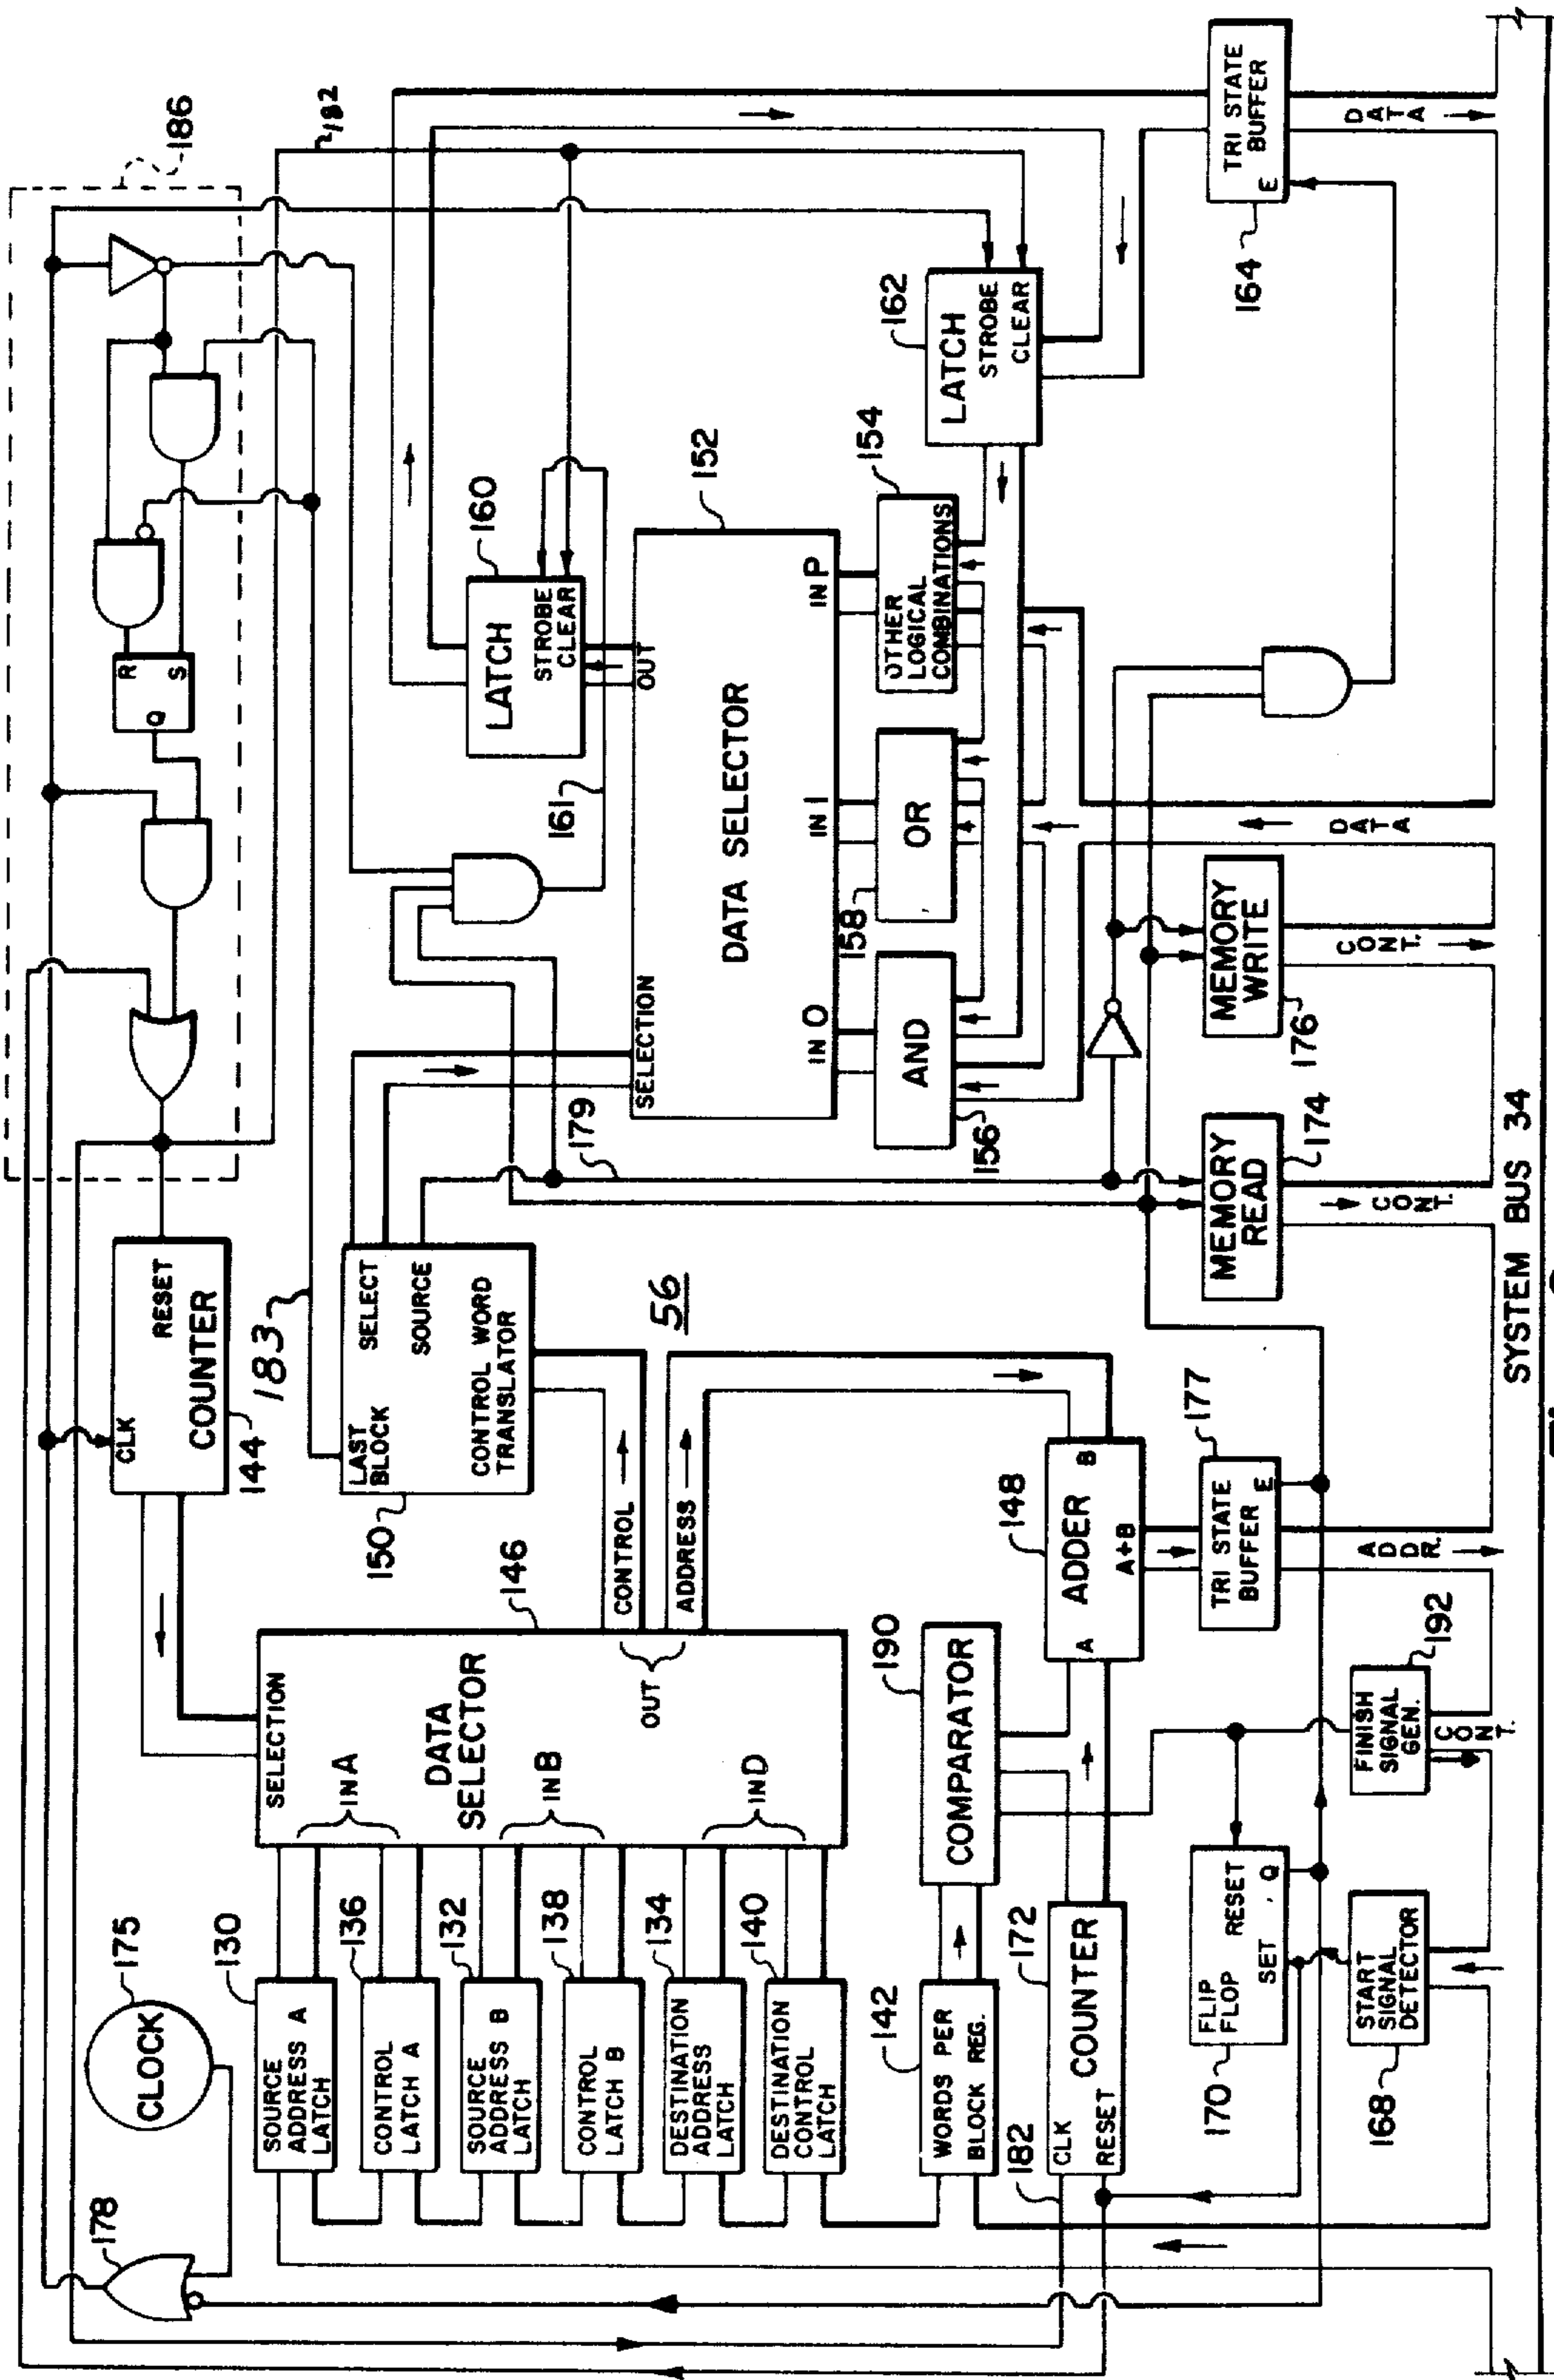 186
182
175
CLOCK
178
CLK
RESET
COUNTER
144
183
130
SOURCE
ADDRESS A
LATCH
136
CONTROL
LATCH A
132
SOURCE
ADDRESS B
LATCH
138
CONTROL
LATCH B
134
DESTINATION
ADDRESS
LATCH
140
DESTINATION
CONTROL
LATCH
SELECTION
IN A
DATA
SELECTOR
IN B
IN D
OUT
146
CONTROL
ADDRESS
LAST
BLOCK
SELECT
SOURCE
CONTROL WORD
TRANSLATOR
150
56
R
S
Q
LATCH
STROBE
CLEAR
160
161
SELECTION
OUT
DATA SELECTOR
152
IN O
IN I
IN P
179
AND
156
OR
158
OTHER
LOGICAL
COMBINATIONS
154
LATCH
STROBE
CLEAR
162
TRI STATE
BUFFER
E
164
DATA
142
WORDS PER
BLOCK REG.
COMPARATOR
190
182
CLK
COUNTER
RESET
172
ADDER
A
B
A+B
148
TRI STATE
BUFFER
E
177
ADDR.
FLIP
FLOP
RESET
SET
Q
170
START
SIGNAL
DETECTOR
168
FINISH
SIGNAL
GEN.
192
CONT.
MEMORY
READ
174
CONT.
MEMORY
WRITE
176
CONT.
DATA
SYSTEM BUS 34